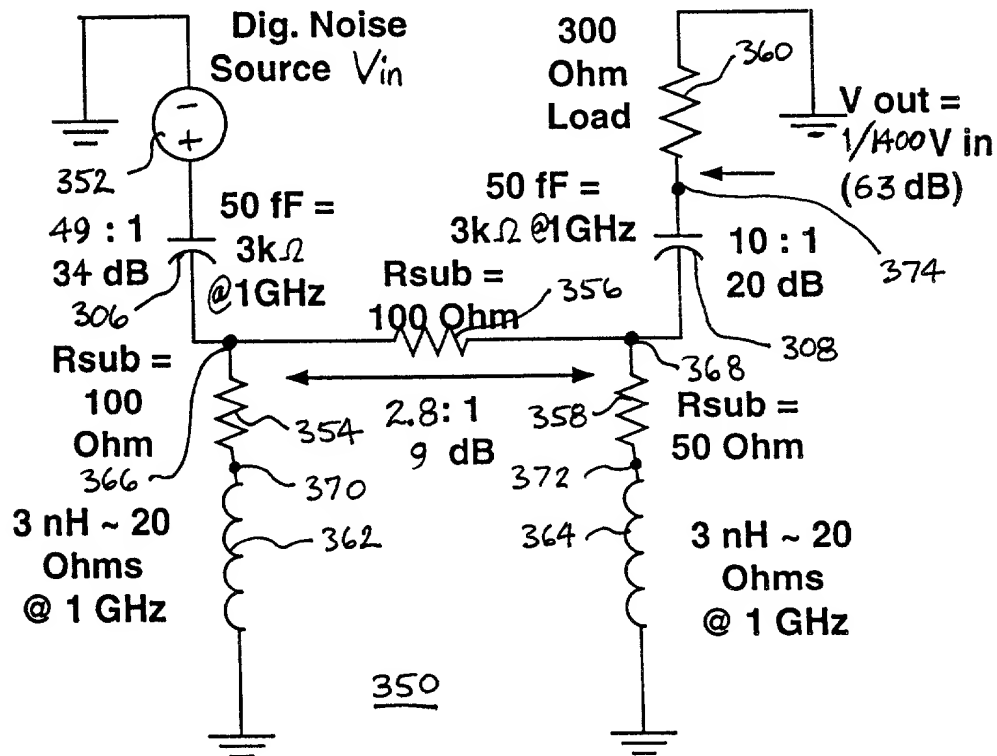 Dig. Noise
Source Vin
352
49 : 1
34 dB
306
50 fF =
3kΩ
@1GHz
300
Ohm
Load
360
V out =
1/1400 V in
(63 dB)
50 fF =
3kΩ @1GHz
10 : 1
20 dB
374
308
Rsub =
100 Ohm
356
368
Rsub =
100
Ohm
366
354
370
2.8: 1
9 dB
358
Rsub =
50 Ohm
372
3 nH ~ 20
Ohms
@ 1 GHz
362
364
3 nH ~ 20
Ohms
@ 1 GHz
350